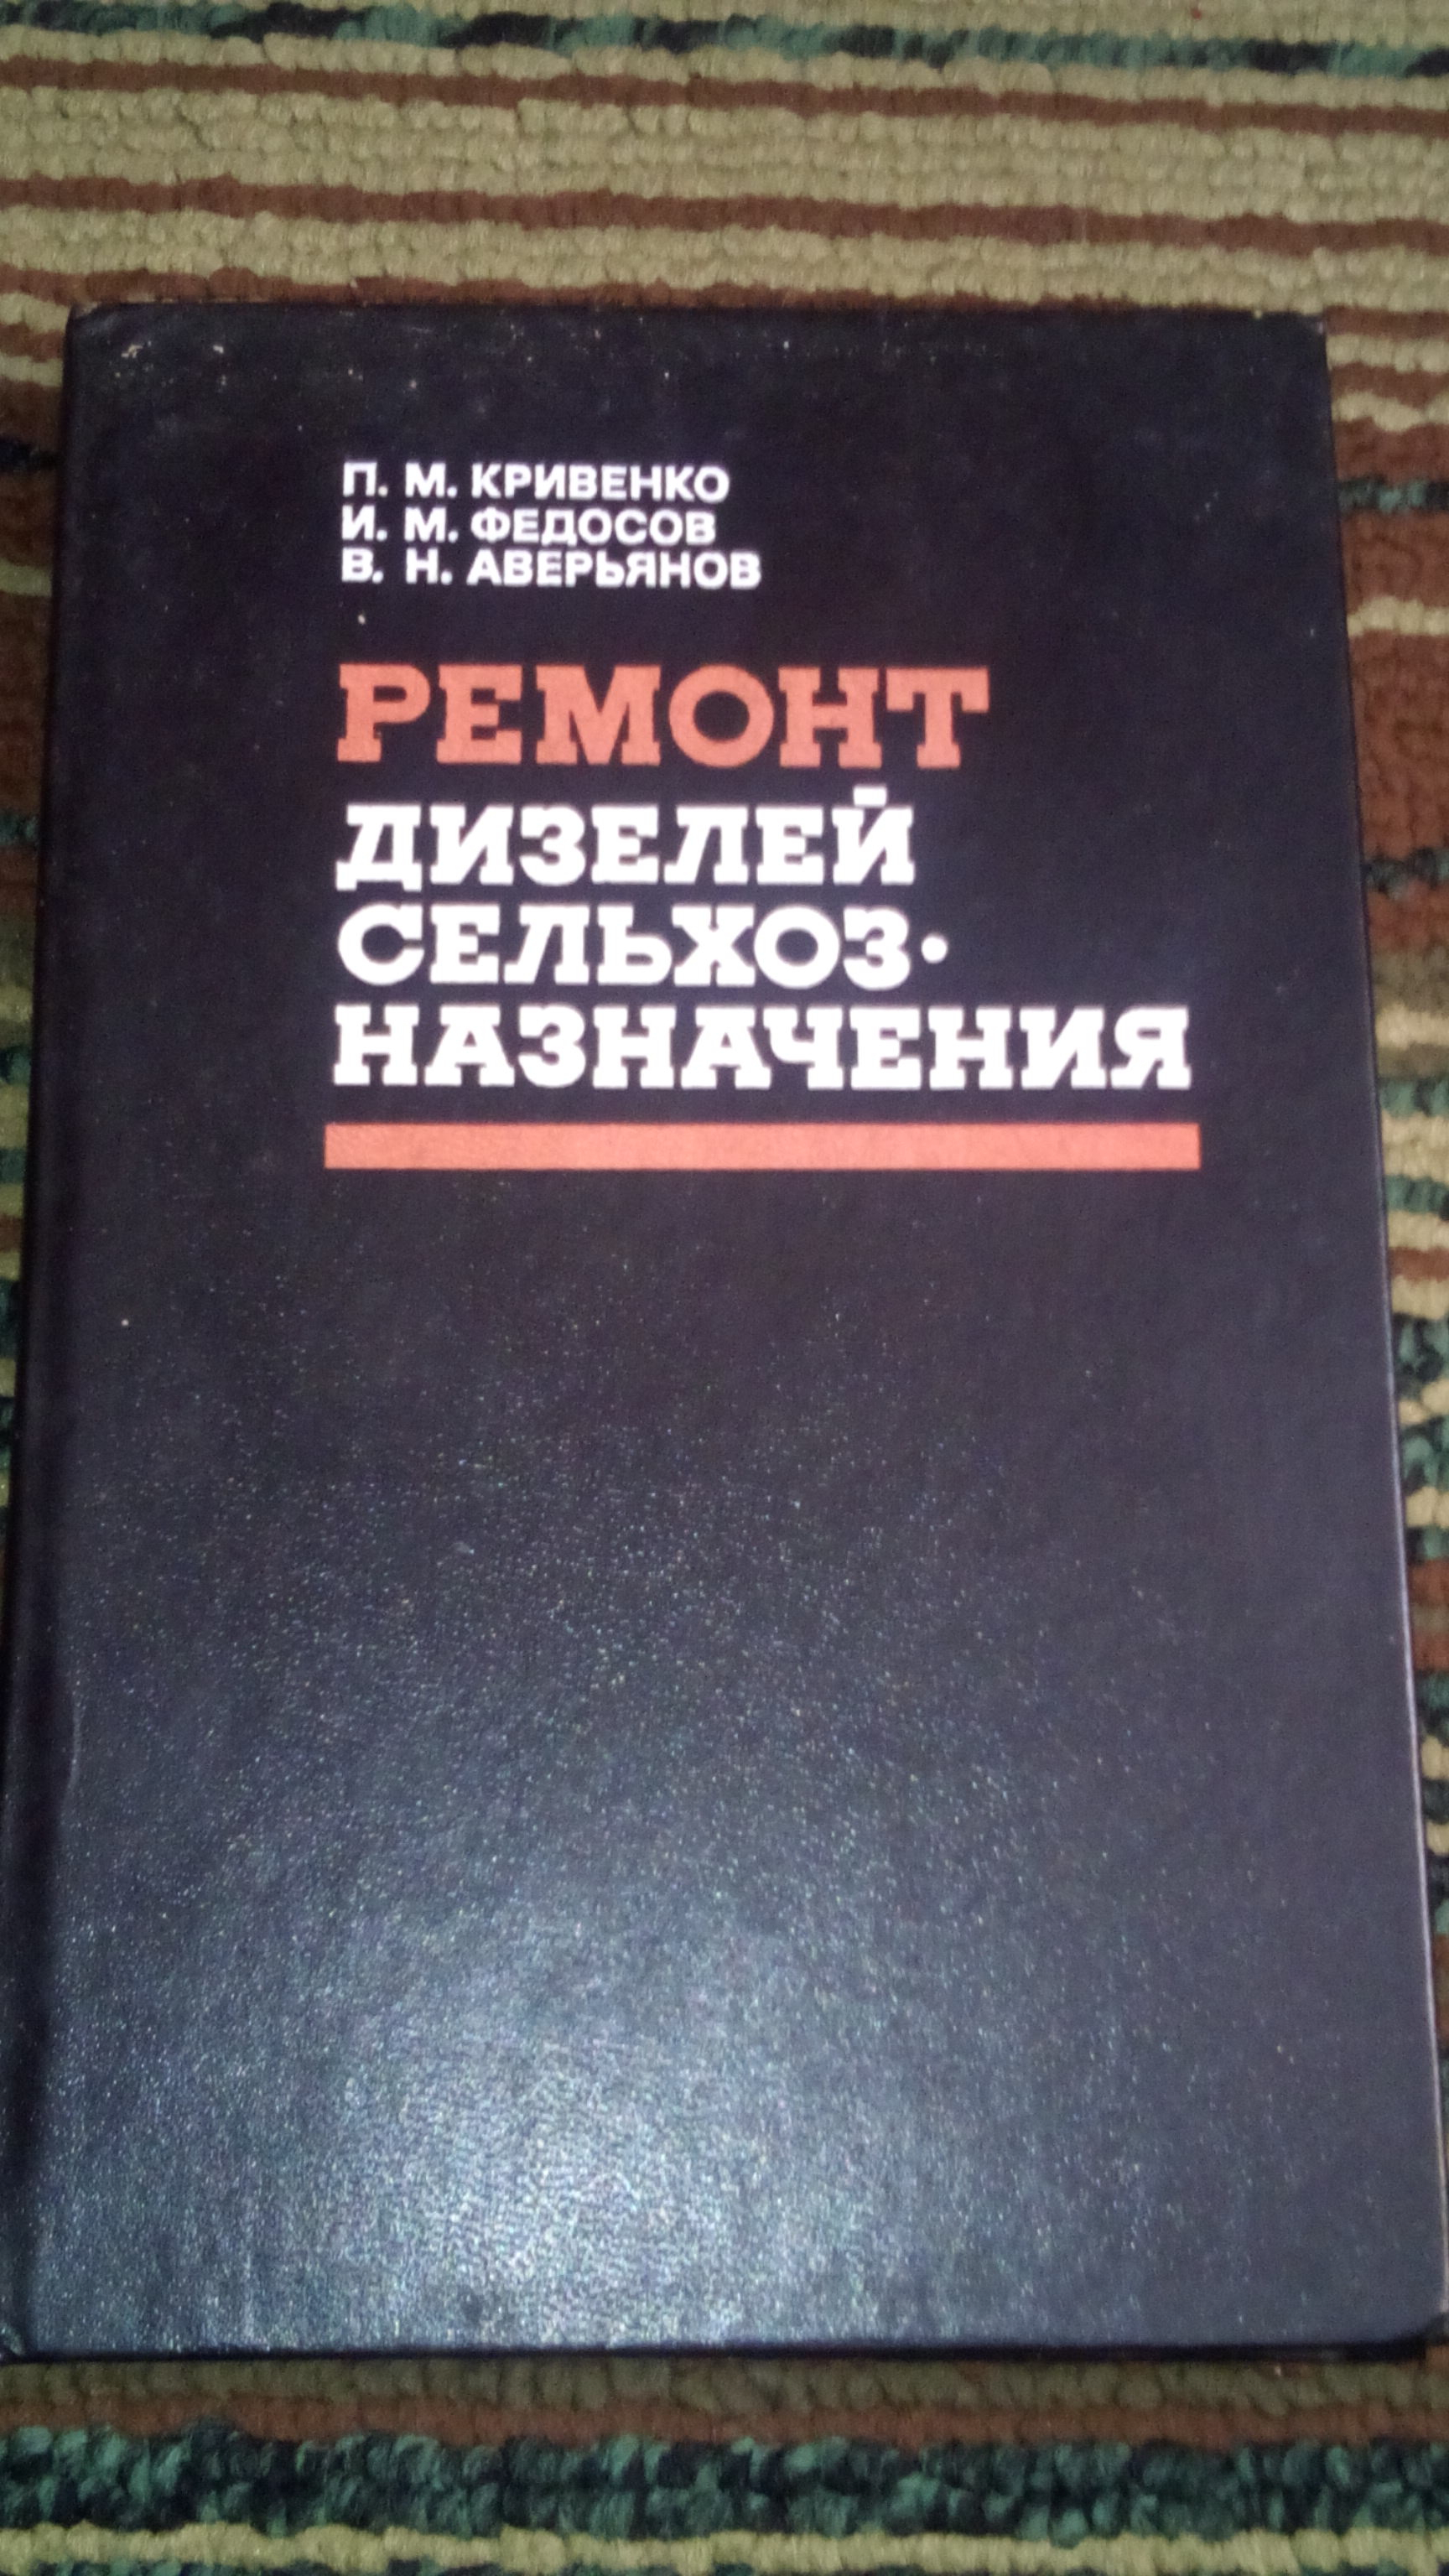 П. М. КРИВЕНКО
И. М. ФЕДОСОВ
В. Н. АВЕРЬЯНОВ
РЕМОНТ
ДИЗЕЛЕЙ
СЕЛЬХОЗ-
НАЗНАЧЕНИЯ